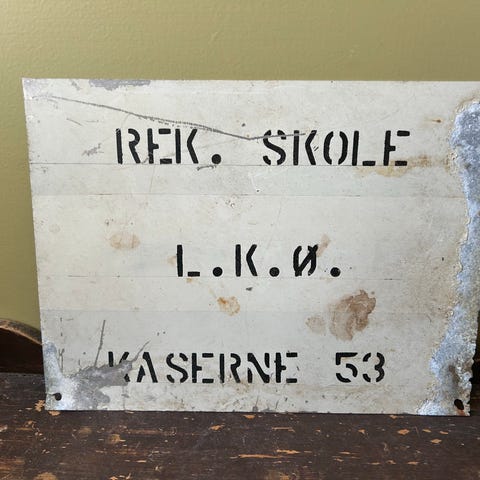 REK. SKOLE
L.K.Ø.
KASERNE 53